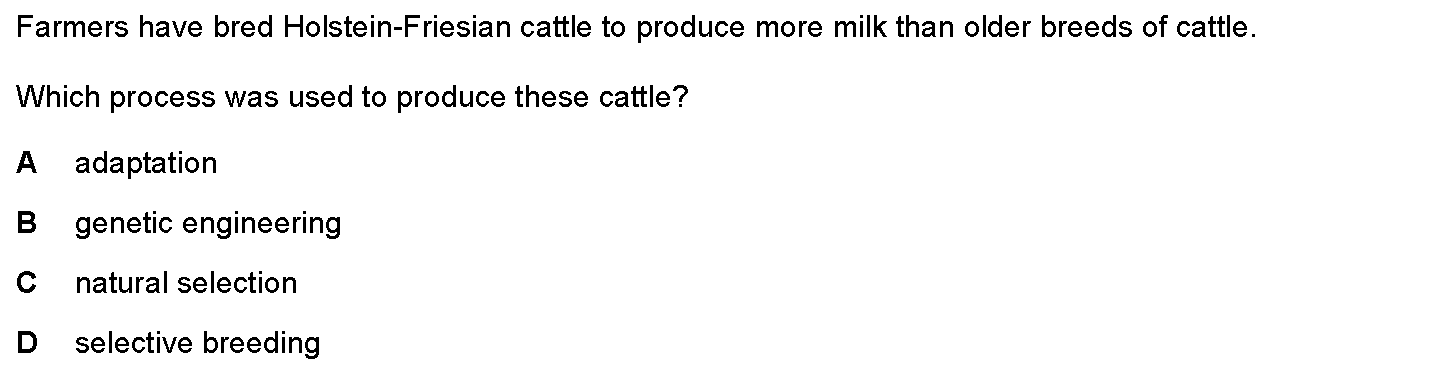 Farmers have bred Holstein-Friesian cattle to produce more milk than older breeds of cattle.
Which process was used to produce these cattle?
A adaptation
B genetic engineering
C natural selection
D selective breeding